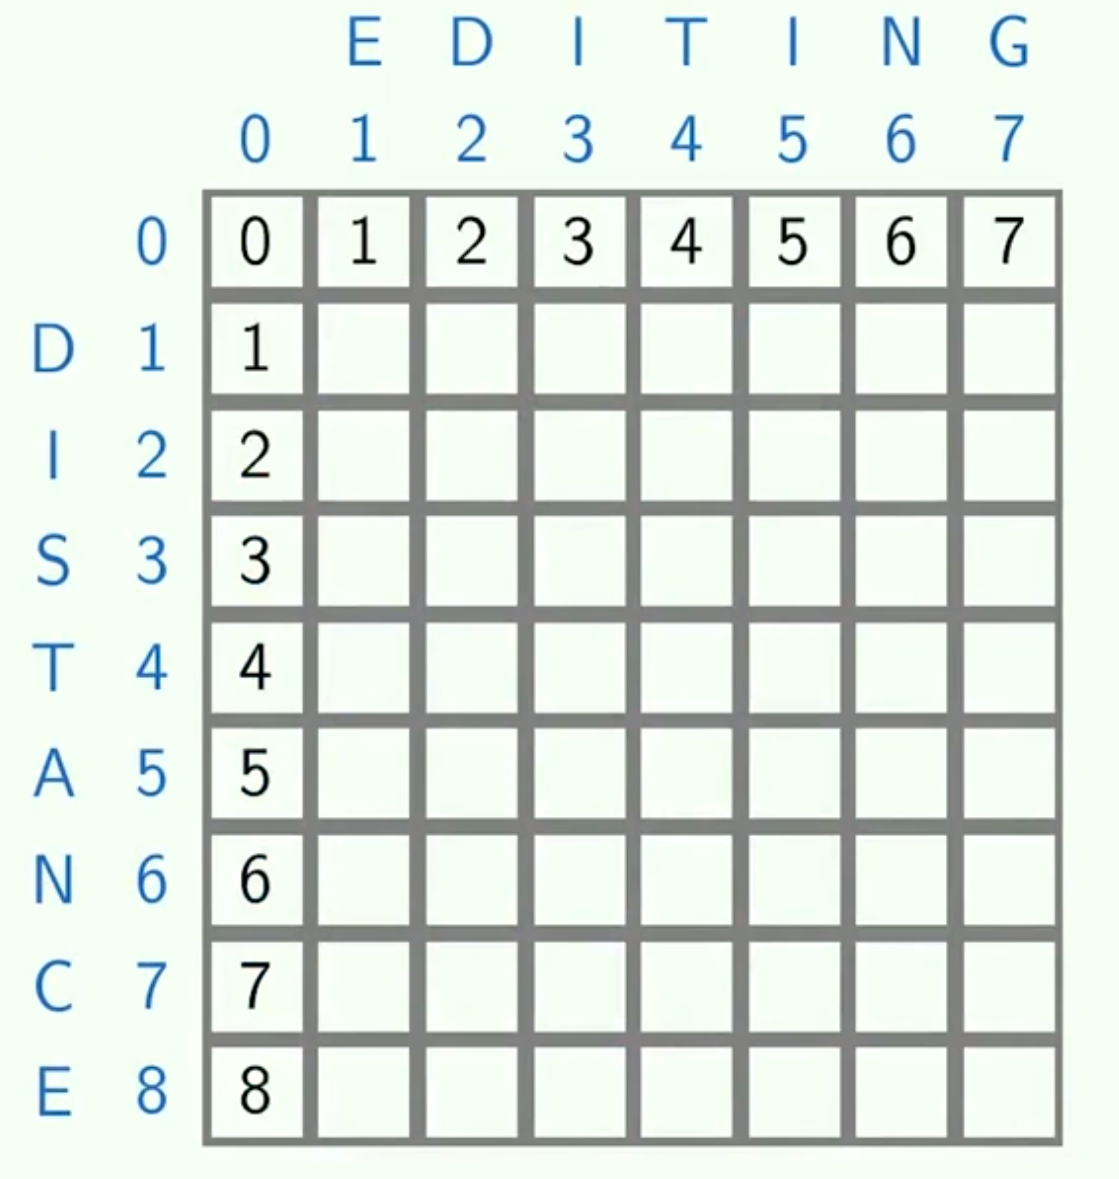 E D I T I N G
0 1 2 3 4 5 6 7
0 0 1 2 3 4 5 6 7
D 1 1
I 2 2
S 3 3
T 4 4
A 5 5
N 6 6
C 7 7
E 8 8